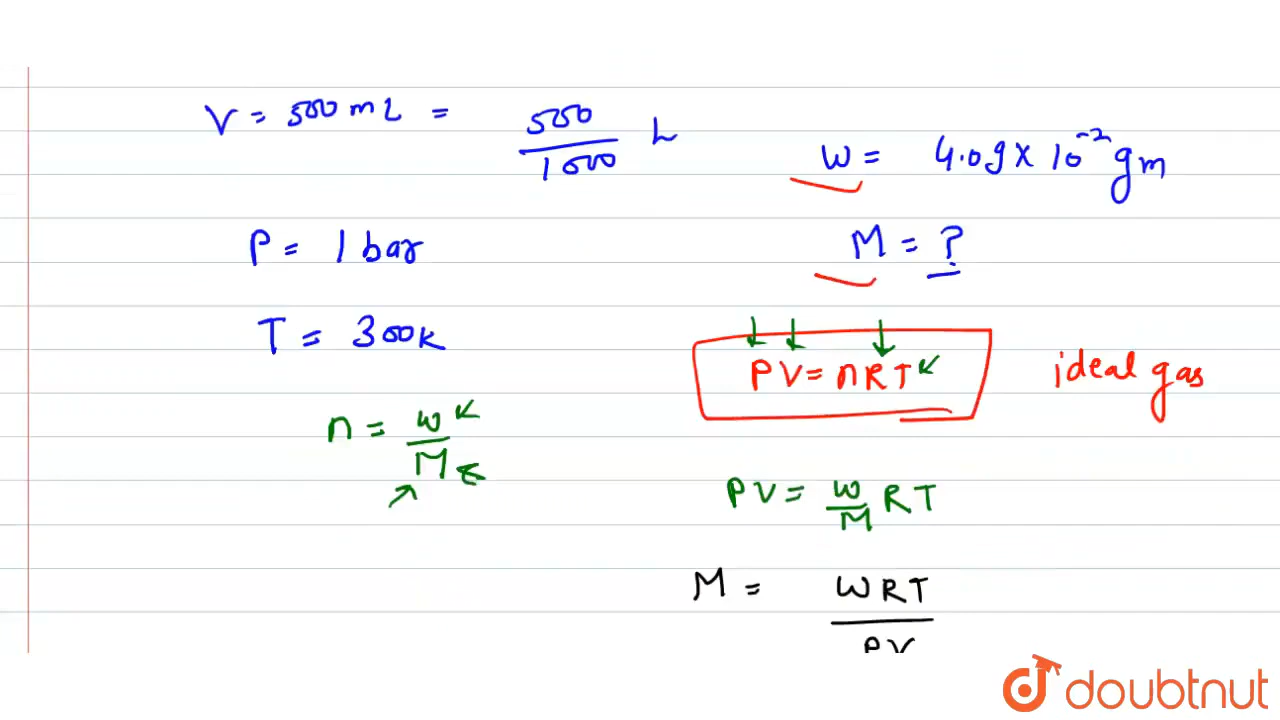 V = 500 mL = 500/1000 L
W = 4.09 × 10⁻² gm
P = 1 bar
M = ?
T = 300K
PV = nRT
ideal gas
n = w/M
PV = w/M RT
M = WRT/PV
doubtnut